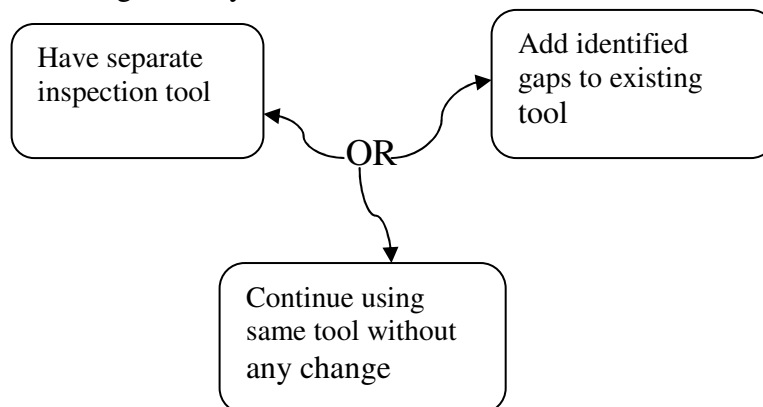 Have separate
inspection tool
Add identified
gaps to existing
tool
OR
Continue using
same tool without
any change